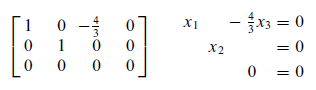 1 0 −4/3 0 x₁ − 4/3 x₃ = 0
0 1 0 0 x₂ = 0
0 0 0 0 0 = 0